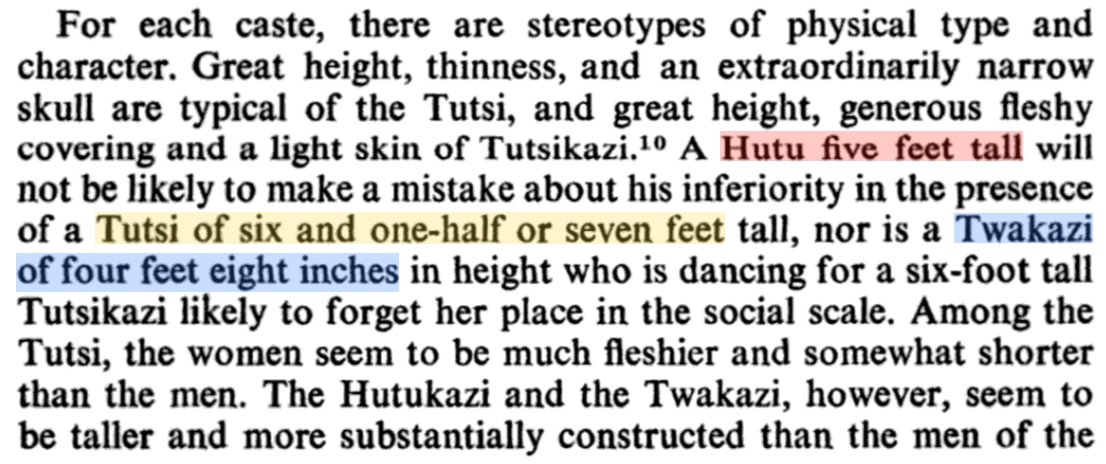 For each caste, there are stereotypes of physical type and
character. Great height, thinness, and an extraordinarily narrow
skull are typical of the Tutsi, and great height, generous fleshy
covering and a light skin of Tutsikazi.¹⁰ A Hutu five feet tall will
not be likely to make a mistake about his inferiority in the presence
of a Tutsi of six and one-half or seven feet tall, nor is a Twakazi
of four feet eight inches in height who is dancing for a six-foot tall
Tutsikazi likely to forget her place in the social scale. Among the
Tutsi, the women seem to be much fleshier and somewhat shorter
than the men. The Hutukazi and the Twakazi, however, seem to
be taller and more substantially constructed than the men of the